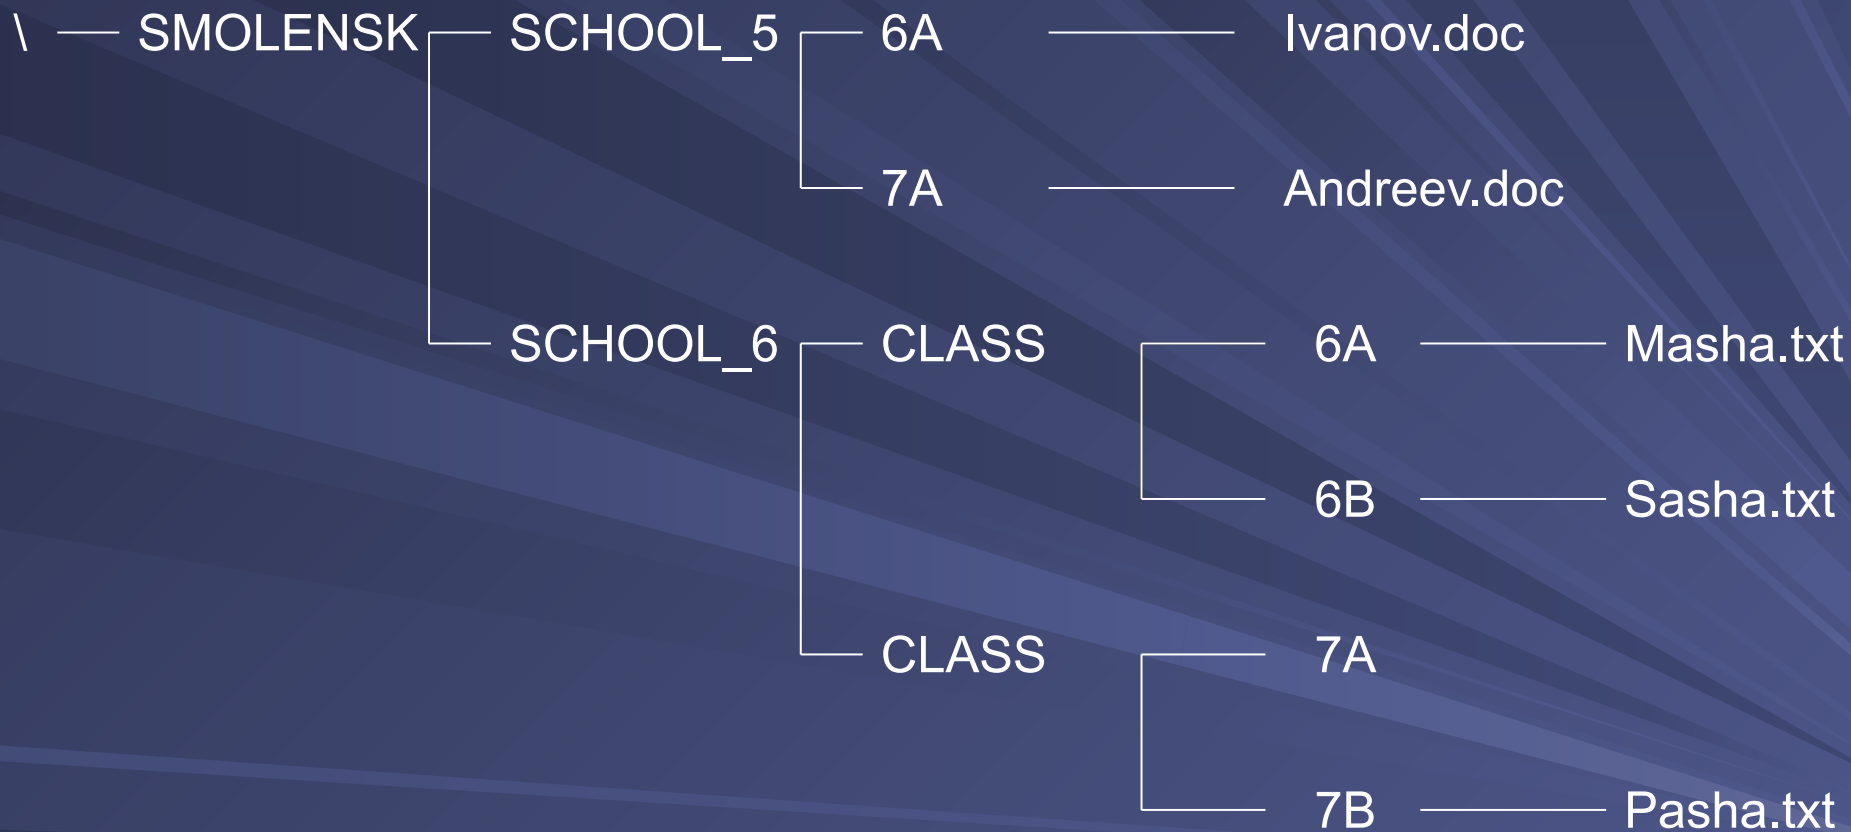 \ SMOLENSK SCHOOL_5 6A Ivanov.doc
7A Andreev.doc
SCHOOL_6 CLASS 6A Masha.txt
6B Sasha.txt
CLASS 7A
7B Pasha.txt